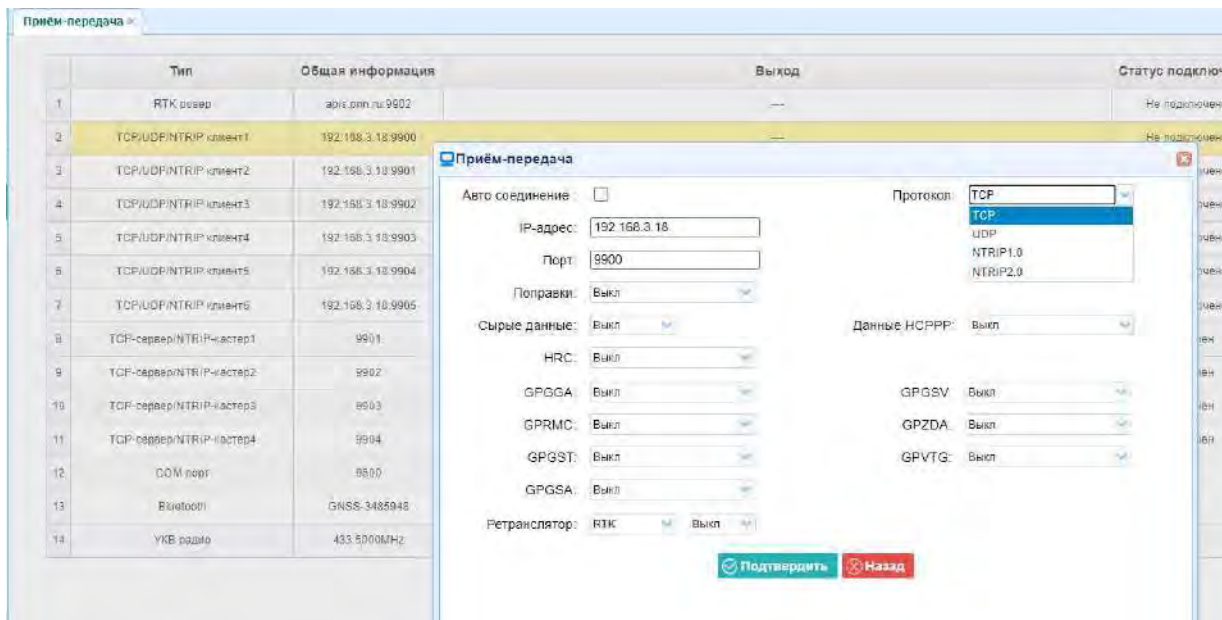 Приём-передача
Тип Общая информация Выход Статус подключ
1 RTK ровер apis.prin.ru:9902 --- Не подключен
2 TCP/UDP/NTRIP клиент1 192.168.3.18:9900 --- Не подключен
3 TCP/UDP/NTRIP клиент2 192.168.3.18:9901
4 TCP/UDP/NTRIP клиент3 192.168.3.18:9902
5 TCP/UDP/NTRIP клиент4 192.168.3.18:9903
6 TCP/UDP/NTRIP клиент5 192.168.3.18:9904
7 TCP/UDP/NTRIP клиент6 192.168.3.18:9905
8 TCP-сервер/NTRIP-кастер1 9901
9 TCP-сервер/NTRIP-кастер2 9902
10 TCP-сервер/NTRIP-кастер3 9903
11 TCP-сервер/NTRIP-кастер4 9904
12 COM порт 9600
13 Bluetooth GNSS-3485948
14 УКВ радио 433.5000MHz
Приём-передача
Авто соединение : Протокол: TCP
TCP
UDP
NTRIP1.0
NTRIP2.0
IP-адрес: 192.168.3.18
Порт: 9900
Поправки: Выкл
Сырые данные: Выкл Данные HCPPP: Выкл
HRC: Выкл
GPGGA: Выкл GPGSV: Выкл
GPRMC: Выкл GPZDA: Выкл
GPGST: Выкл GPVTG: Выкл
GPGSA: Выкл
Ретранслятор: RTK Выкл
Подтвердить Назад